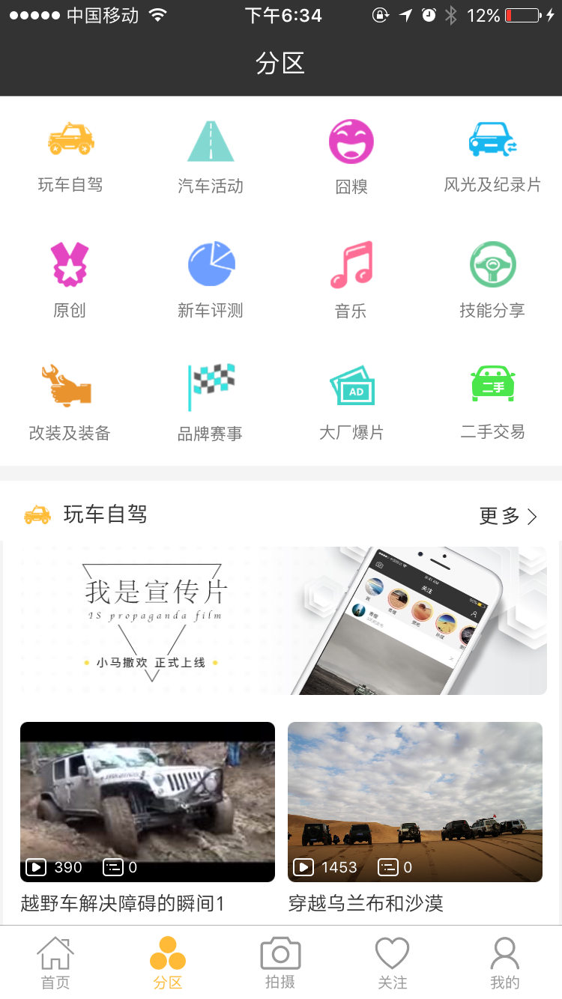 中国移动 下午6:34 12%
分区
玩车自驾 汽车活动 囧糗 风光及纪录片
原创 新车评测 音乐 技能分享
AD 二手
改装及装备 品牌赛事 大厂爆片 二手交易
玩车自驾 更多
我是宣传片
IS propaganda film
小马撒欢 正式上线
9:41 AM
50%
关注
390 0 1453 0
越野车解决障碍的瞬间1 穿越乌兰布和沙漠
首页 分区 拍摄 关注 我的